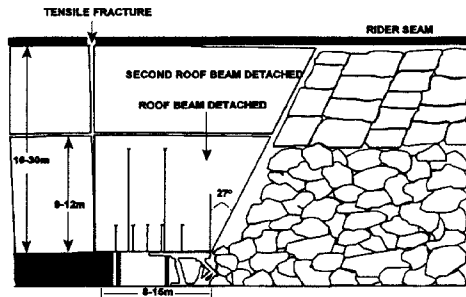 TENSILE FRACTURE
RIDER SEAM
SECOND ROOF BEAM DETACHED
ROOF BEAM DETACHED
16-30m
8-12m
27°
8-15m